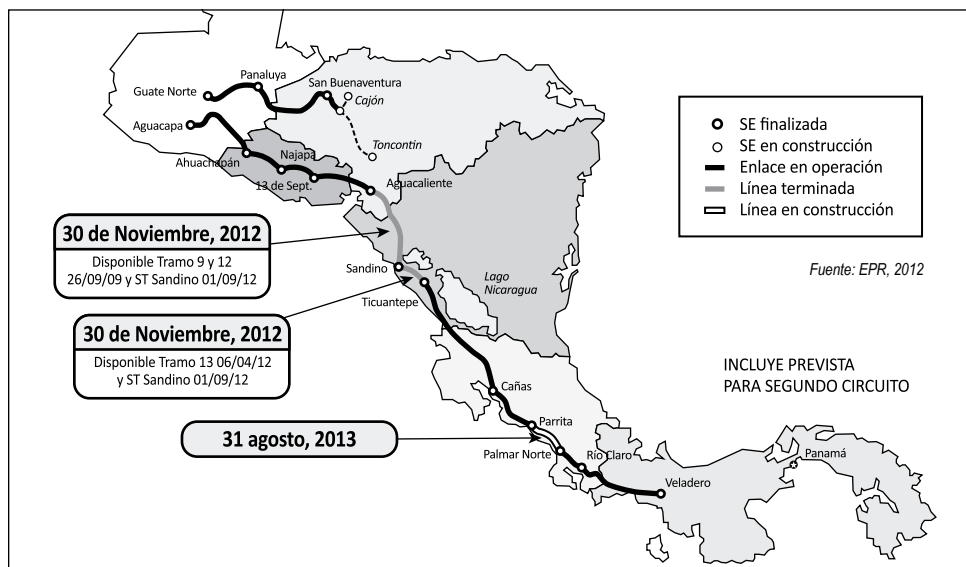 Panaluya
San Buenaventura
Guate Norte
Cajón
Aguacapa
Toncontín
Ahuachapán
Najapa
13 de Sept.
Aguacaliente
SE finalizada
SE en construcción
Enlace en operación
Línea terminada
Línea en construcción
Fuente: EPR, 2012
30 de Noviembre, 2012
Disponible Tramo 9 y 12
26/09/09 y ST Sandino 01/09/12
Sandino
Lago
Nicaragua
Ticuantepe
30 de Noviembre, 2012
Disponible Tramo 13 06/04/12
y ST Sandino 01/09/12
INCLUYE PREVISTA
PARA SEGUNDO CIRCUITO
Cañas
Parrita
31 agosto, 2013
Palmar Norte
Río Claro
Panamá
Veladero